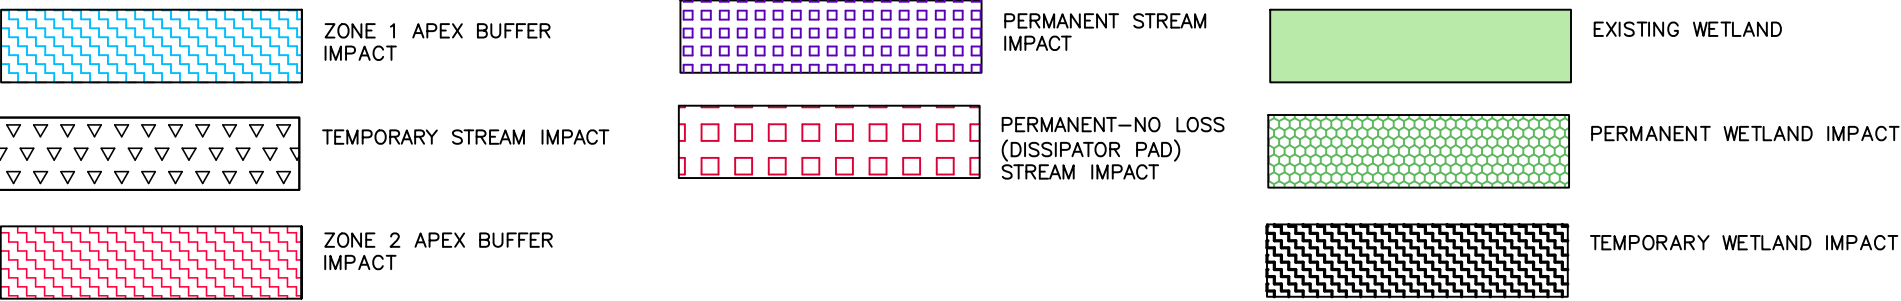 ZONE 1 APEX BUFFER
IMPACT
TEMPORARY STREAM IMPACT
ZONE 2 APEX BUFFER
IMPACT
PERMANENT STREAM
IMPACT
PERMANENT-NO LOSS
(DISSIPATOR PAD)
STREAM IMPACT
EXISTING WETLAND
PERMANENT WETLAND IMPACT
TEMPORARY WETLAND IMPACT